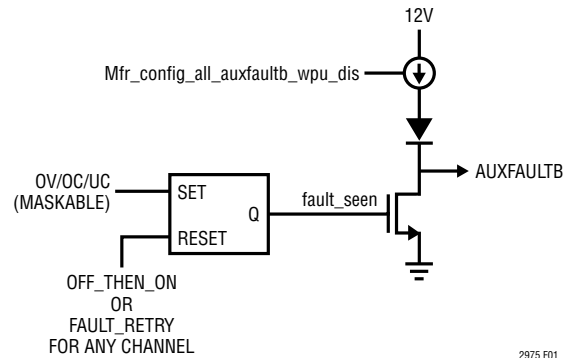 12V
Mfr_config_all_auxfaultb_wpu_dis
AUXFAULTB
OV/OC/UC
(MASKABLE)
SET
Q
RESET
fault_seen
OFF_THEN_ON
OR
FAULT_RETRY
FOR ANY CHANNEL
2975 F01